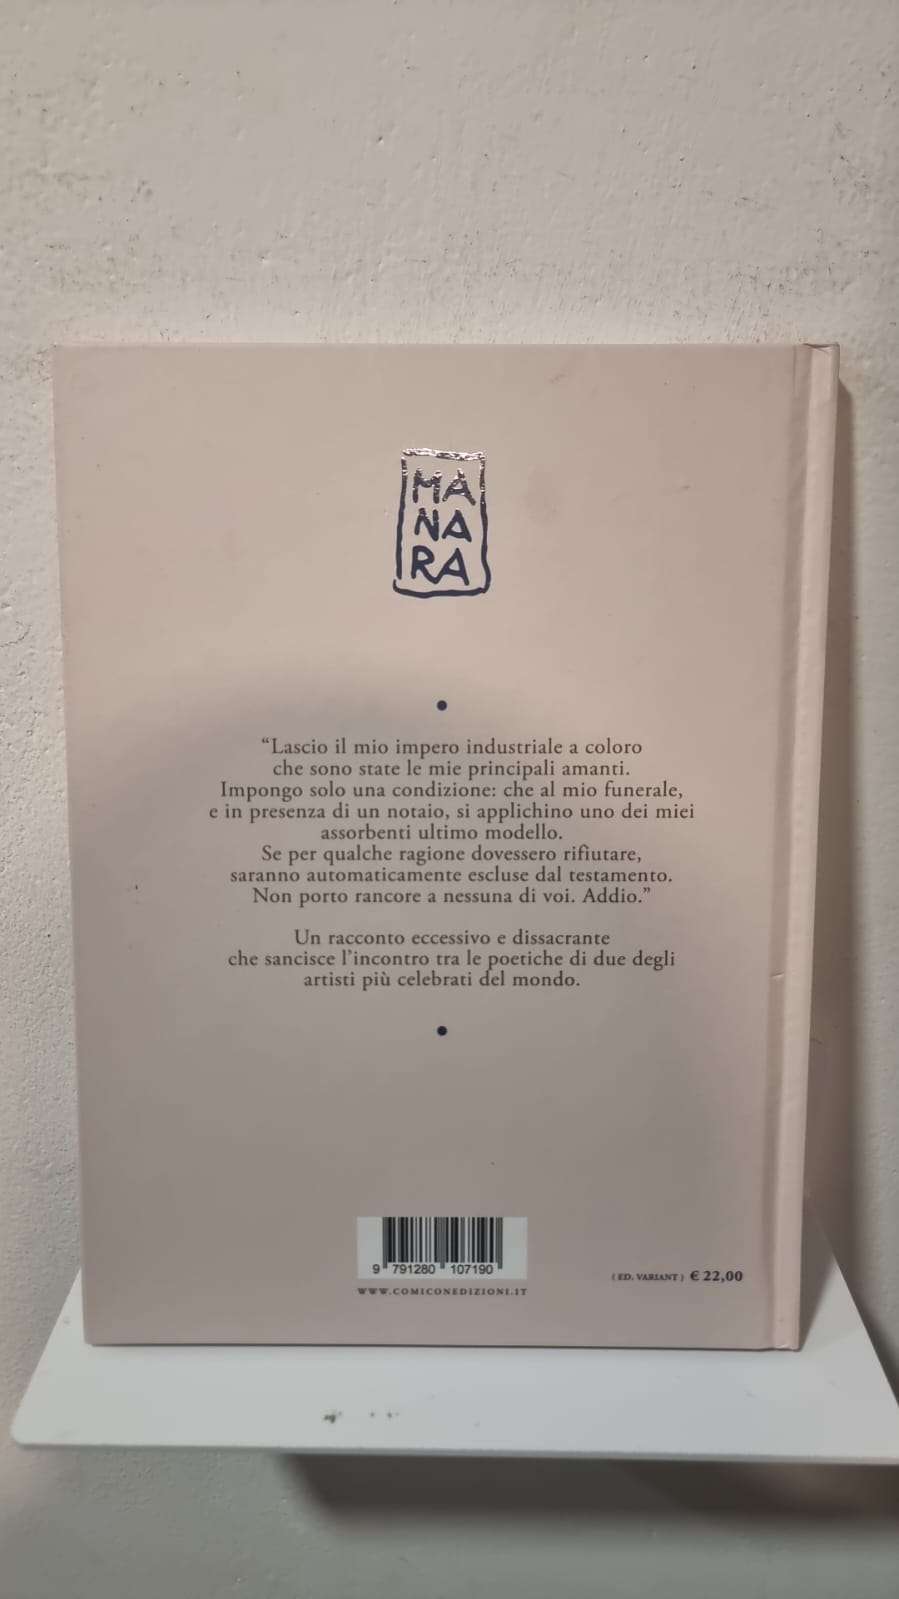 MA
NA
RA
•
“Lascio il mio impero industriale a coloro
che sono state le mie principali amanti.
Impongo solo una condizione: che al mio funerale,
e in presenza di un notaio, si applichino uno dei miei
assorbenti ultimo modello.
Se per qualche ragione dovessero rifiutare,
saranno automaticamente escluse dal testamento.
Non porto rancore a nessuna di voi. Addio.”
Un racconto eccessivo e dissacrante
che sancisce l’incontro tra le poetiche di due degli
artisti più celebrati del mondo.
•
9 791280 107190
WWW.COMICONEDIZIONI.IT
( ED. VARIANT ) € 22,00